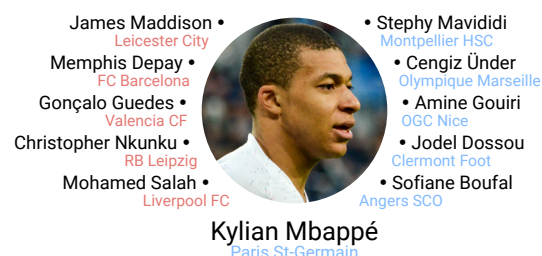 James Maddison •
Leicester City
Memphis Depay •
FC Barcelona
Gonçalo Guedes •
Valencia CF
Christopher Nkunku •
RB Leipzig
Mohamed Salah •
Liverpool FC
• Stephy Mavididi
Montpellier HSC
• Cengiz Ünder
Olympique Marseille
• Amine Gouiri
OGC Nice
• Jodel Dossou
Clermont Foot
• Sofiane Boufal
Angers SCO
Kylian Mbappé
Paris St-Germain